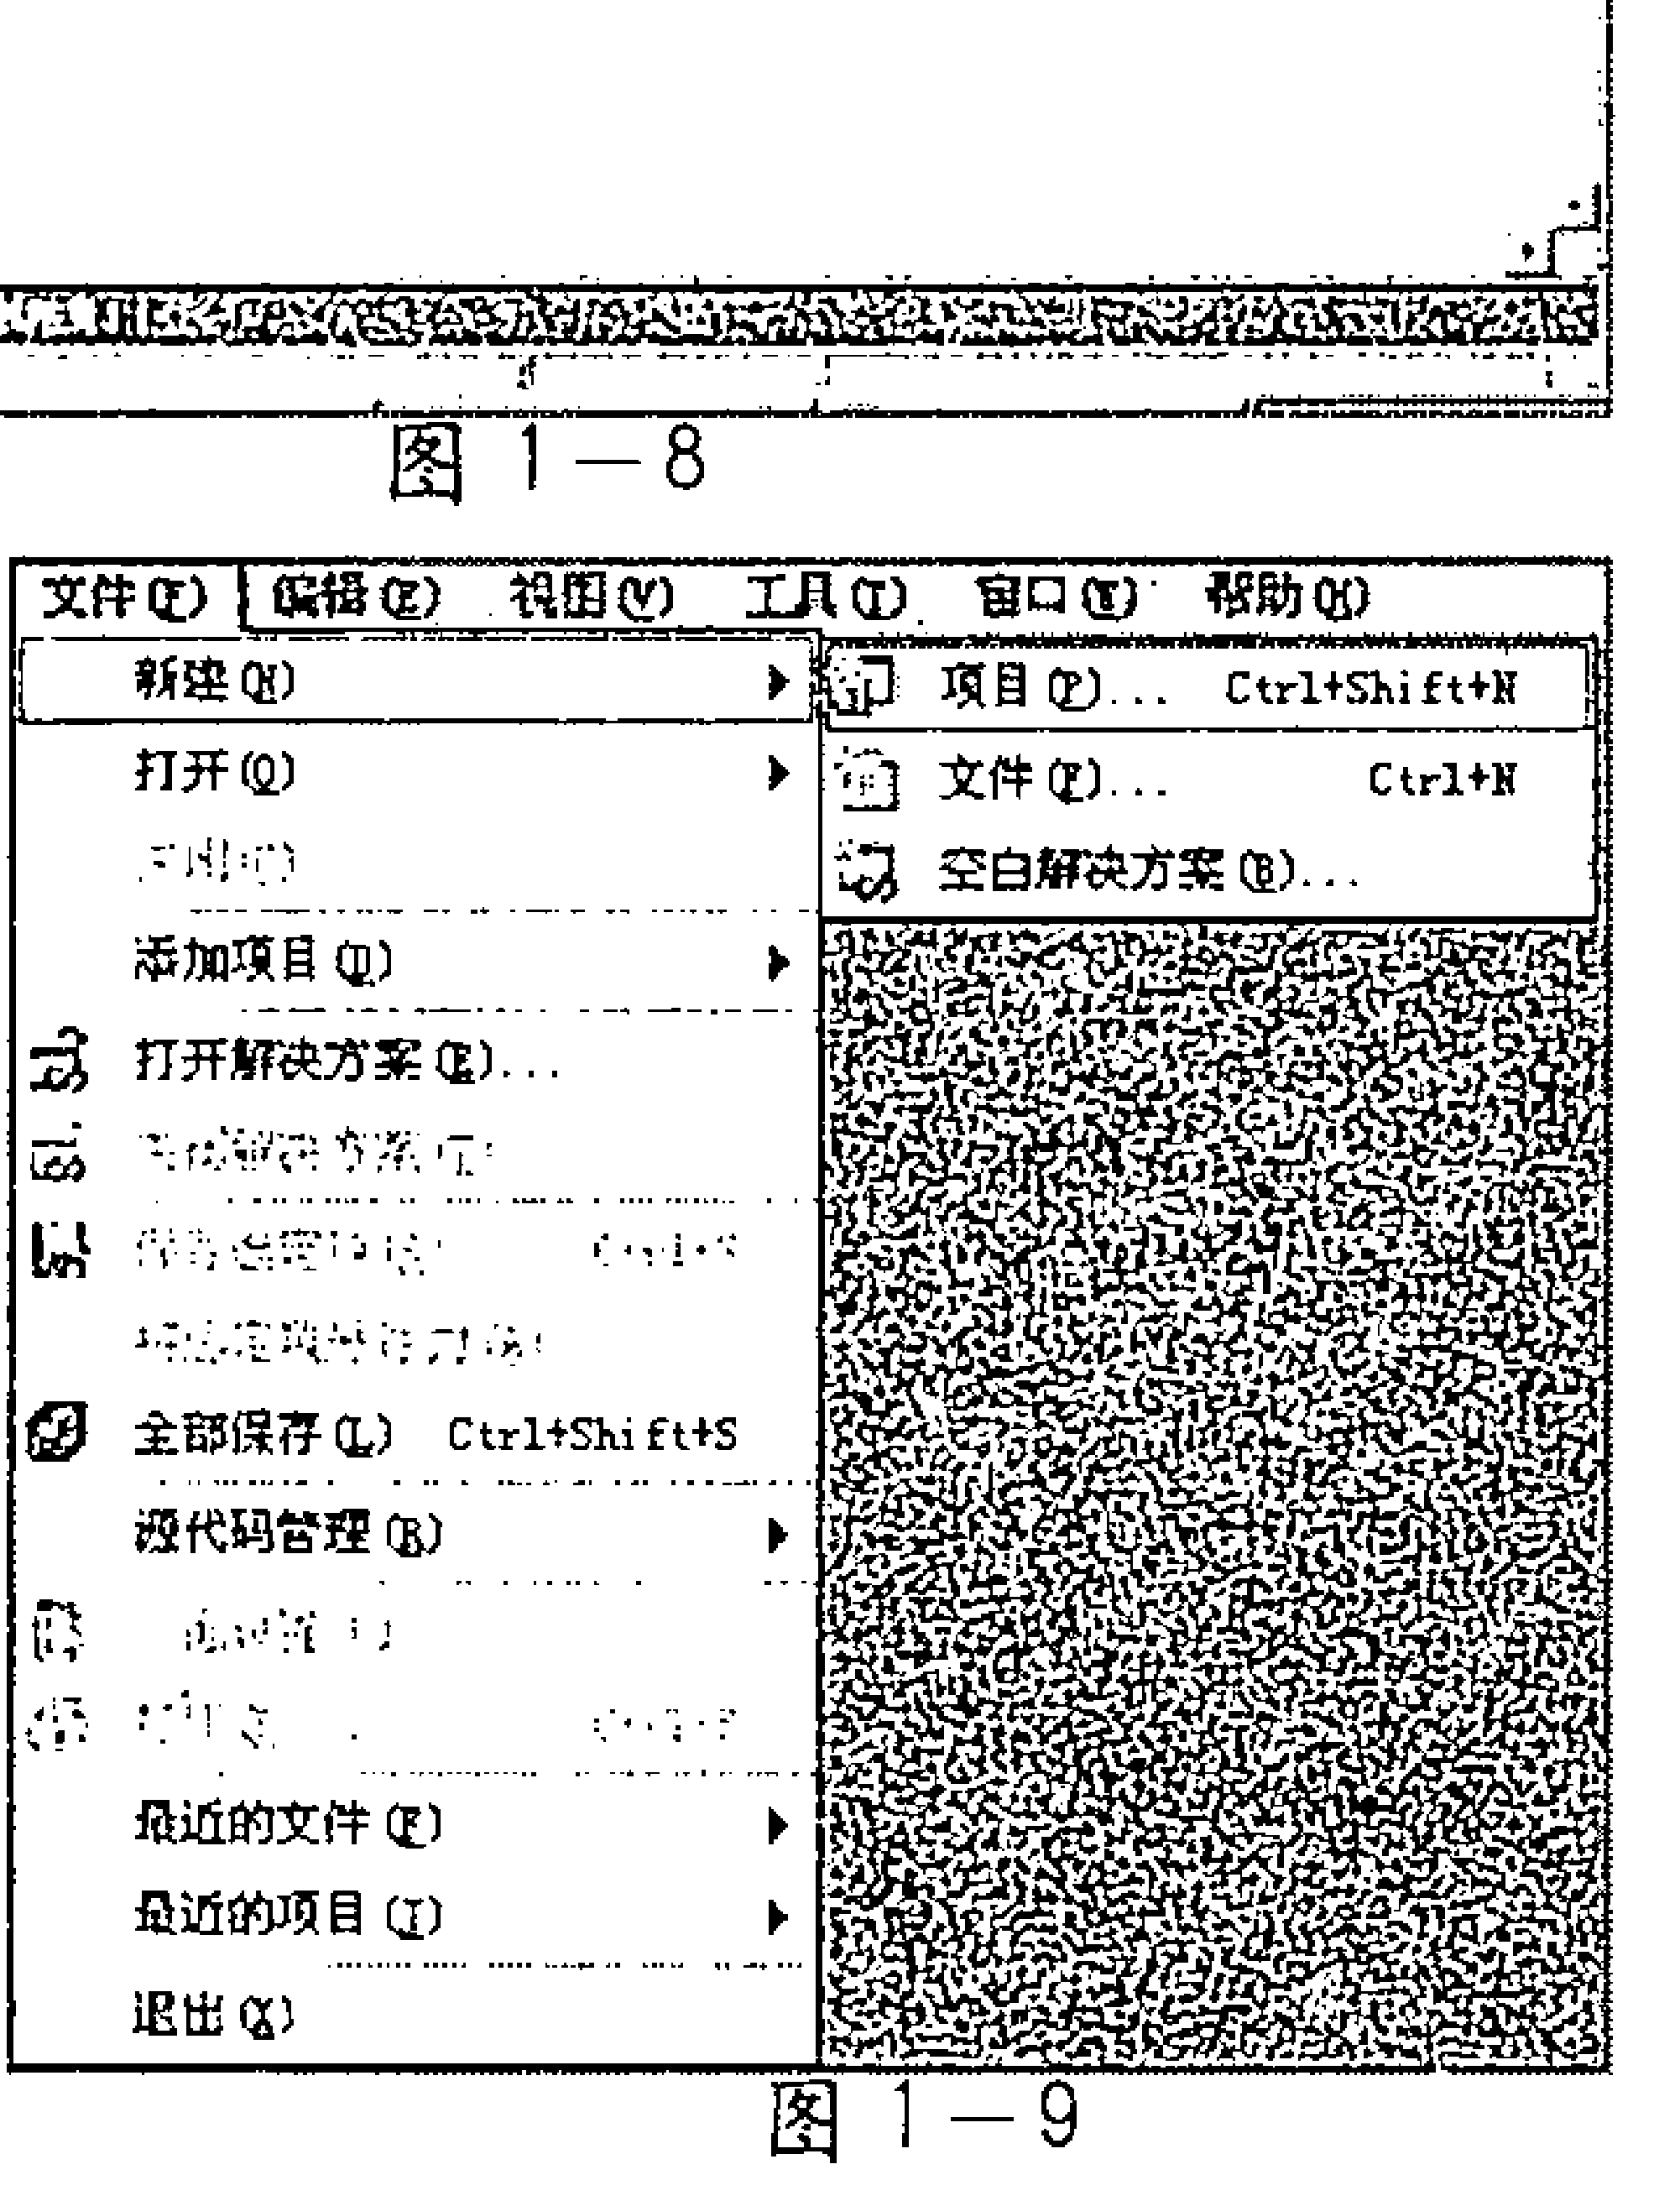 图 1—8
文件(F) 编辑(E) 视图(V) 工具(T) 窗口(W) 帮助(H)
新建(N)
项目(P)... Ctrl+Shift+N
打开(O)
文件(F)... Ctrl+N
空白解决方案(B)...
添加项目(D)
打开解决方案(E)...
全部保存(L) Ctrl+Shift+S
源代码管理(R)
最近的文件(F)
最近的项目(J)
退出(X)
图 1—9